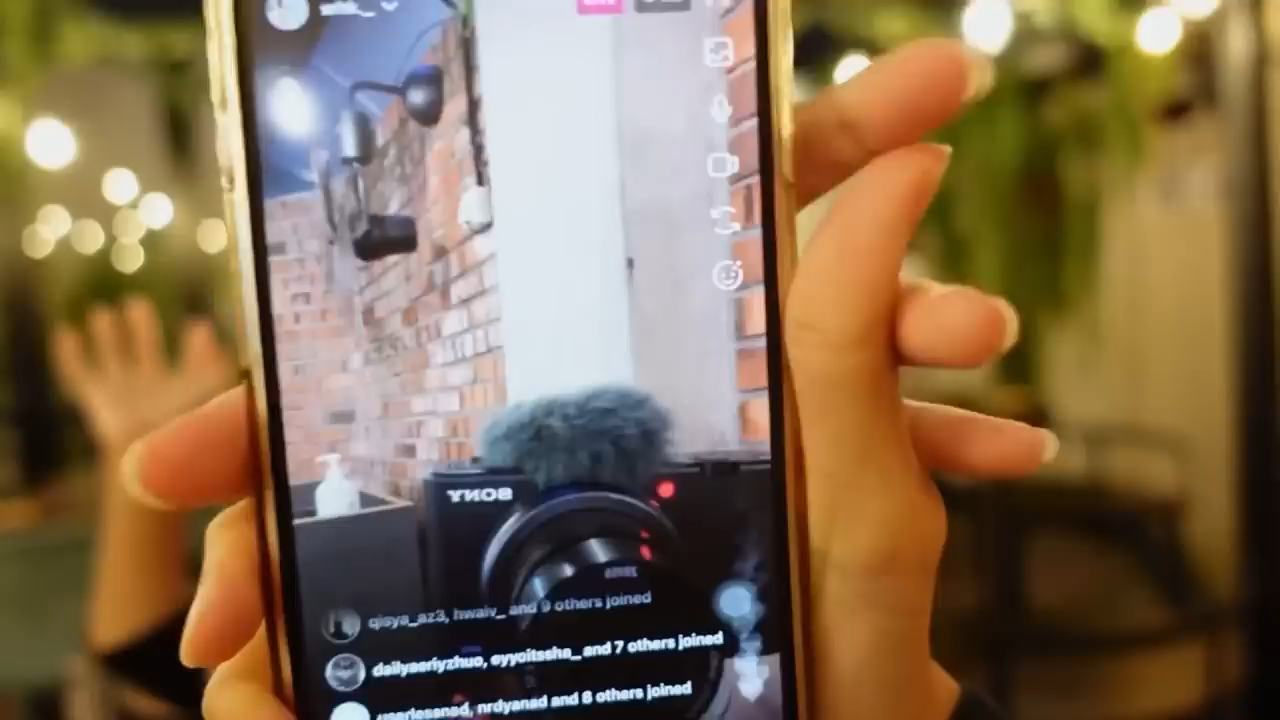 SONY
qisya_az3, hwaiv_ and 9 others joined
dailyaeriyzhuo, eyyoitssha_ and 7 others joined
nrdyanad and 8 others joined